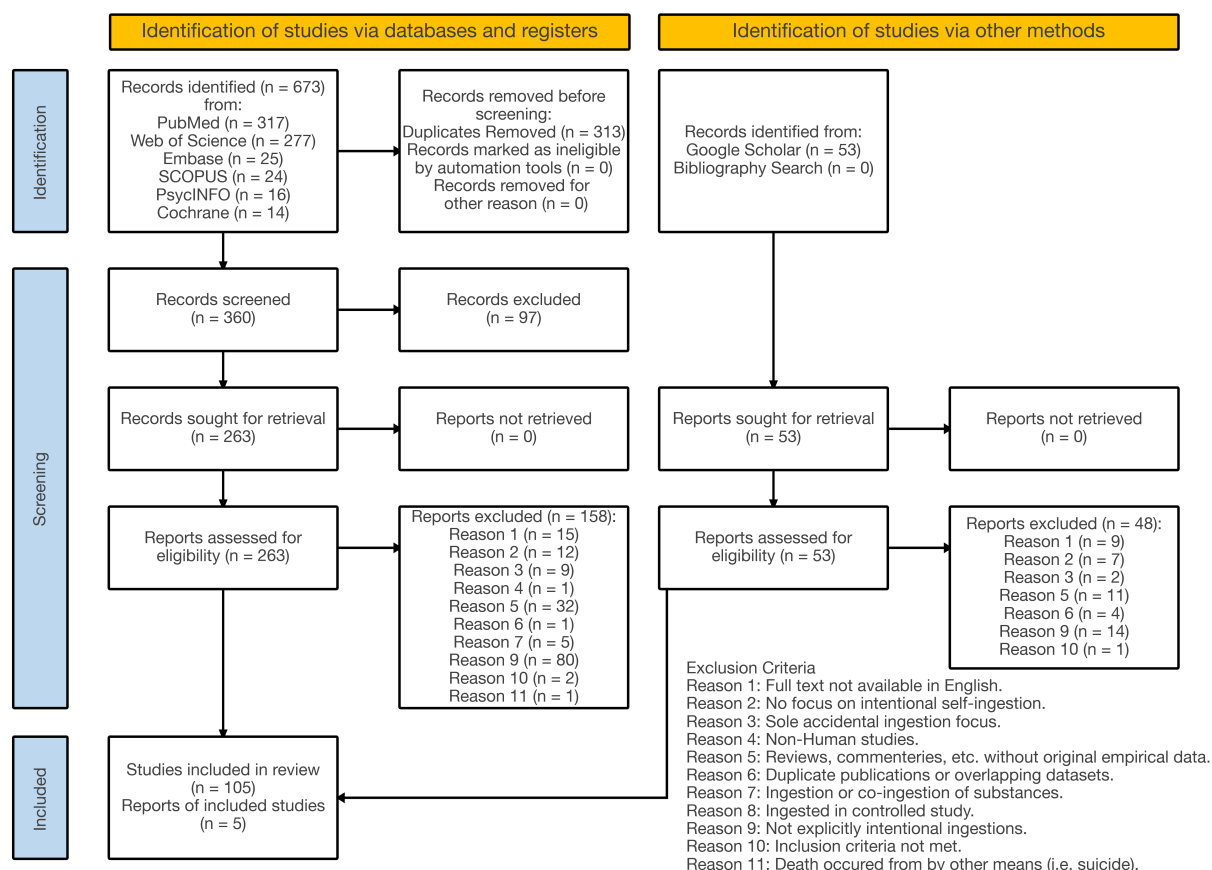 Identification of studies via databases and registers
Identification of studies via other methods
Identification
Records identified (n = 673)
from:
PubMed (n = 317)
Web of Science (n = 277)
Embase (n = 25)
SCOPUS (n = 24)
PsycINFO (n = 16)
Cochrane (n = 14)
Records removed before
screening:
Duplicates Removed (n = 313)
Records marked as ineligible
by automation tools (n = 0)
Records removed for
other reason (n = 0)
Records identified from:
Google Scholar (n = 53)
Bibliography Search (n = 0)
Screening
Records screened
(n = 360)
Records excluded
(n = 97)
Records sought for retrieval
(n = 263)
Reports not retrieved
(n = 0)
Reports sought for retrieval
(n = 53)
Reports not retrieved
(n = 0)
Reports assessed for
eligibility (n = 263)
Reports excluded (n = 158):
Reason 1 (n = 15)
Reason 2 (n = 12)
Reason 3 (n = 9)
Reason 4 (n = 1)
Reason 5 (n = 32)
Reason 6 (n = 1)
Reason 7 (n = 5)
Reason 9 (n = 80)
Reason 10 (n = 2)
Reason 11 (n = 1)
Reports assessed for
eligibility (n = 53)
Reports excluded (n = 48):
Reason 1 (n = 9)
Reason 2 (n = 7)
Reason 3 (n = 2)
Reason 5 (n = 11)
Reason 6 (n = 4)
Reason 9 (n = 14)
Reason 10 (n = 1)
Included
Studies included in review
(n = 105)
Reports of included studies
(n = 5)
Exclusion Criteria
Reason 1: Full text not available in English.
Reason 2: No focus on intentional self-ingestion.
Reason 3: Sole accidental ingestion focus.
Reason 4: Non-Human studies.
Reason 5: Reviews, commenteries, etc. without original empirical data.
Reason 6: Duplicate publications or overlapping datasets.
Reason 7: Ingestion or co-ingestion of substances.
Reason 8: Ingested in controlled study.
Reason 9: Not explicitly intentional ingestions.
Reason 10: Inclusion criteria not met.
Reason 11: Death occured from by other means (i.e. suicide).